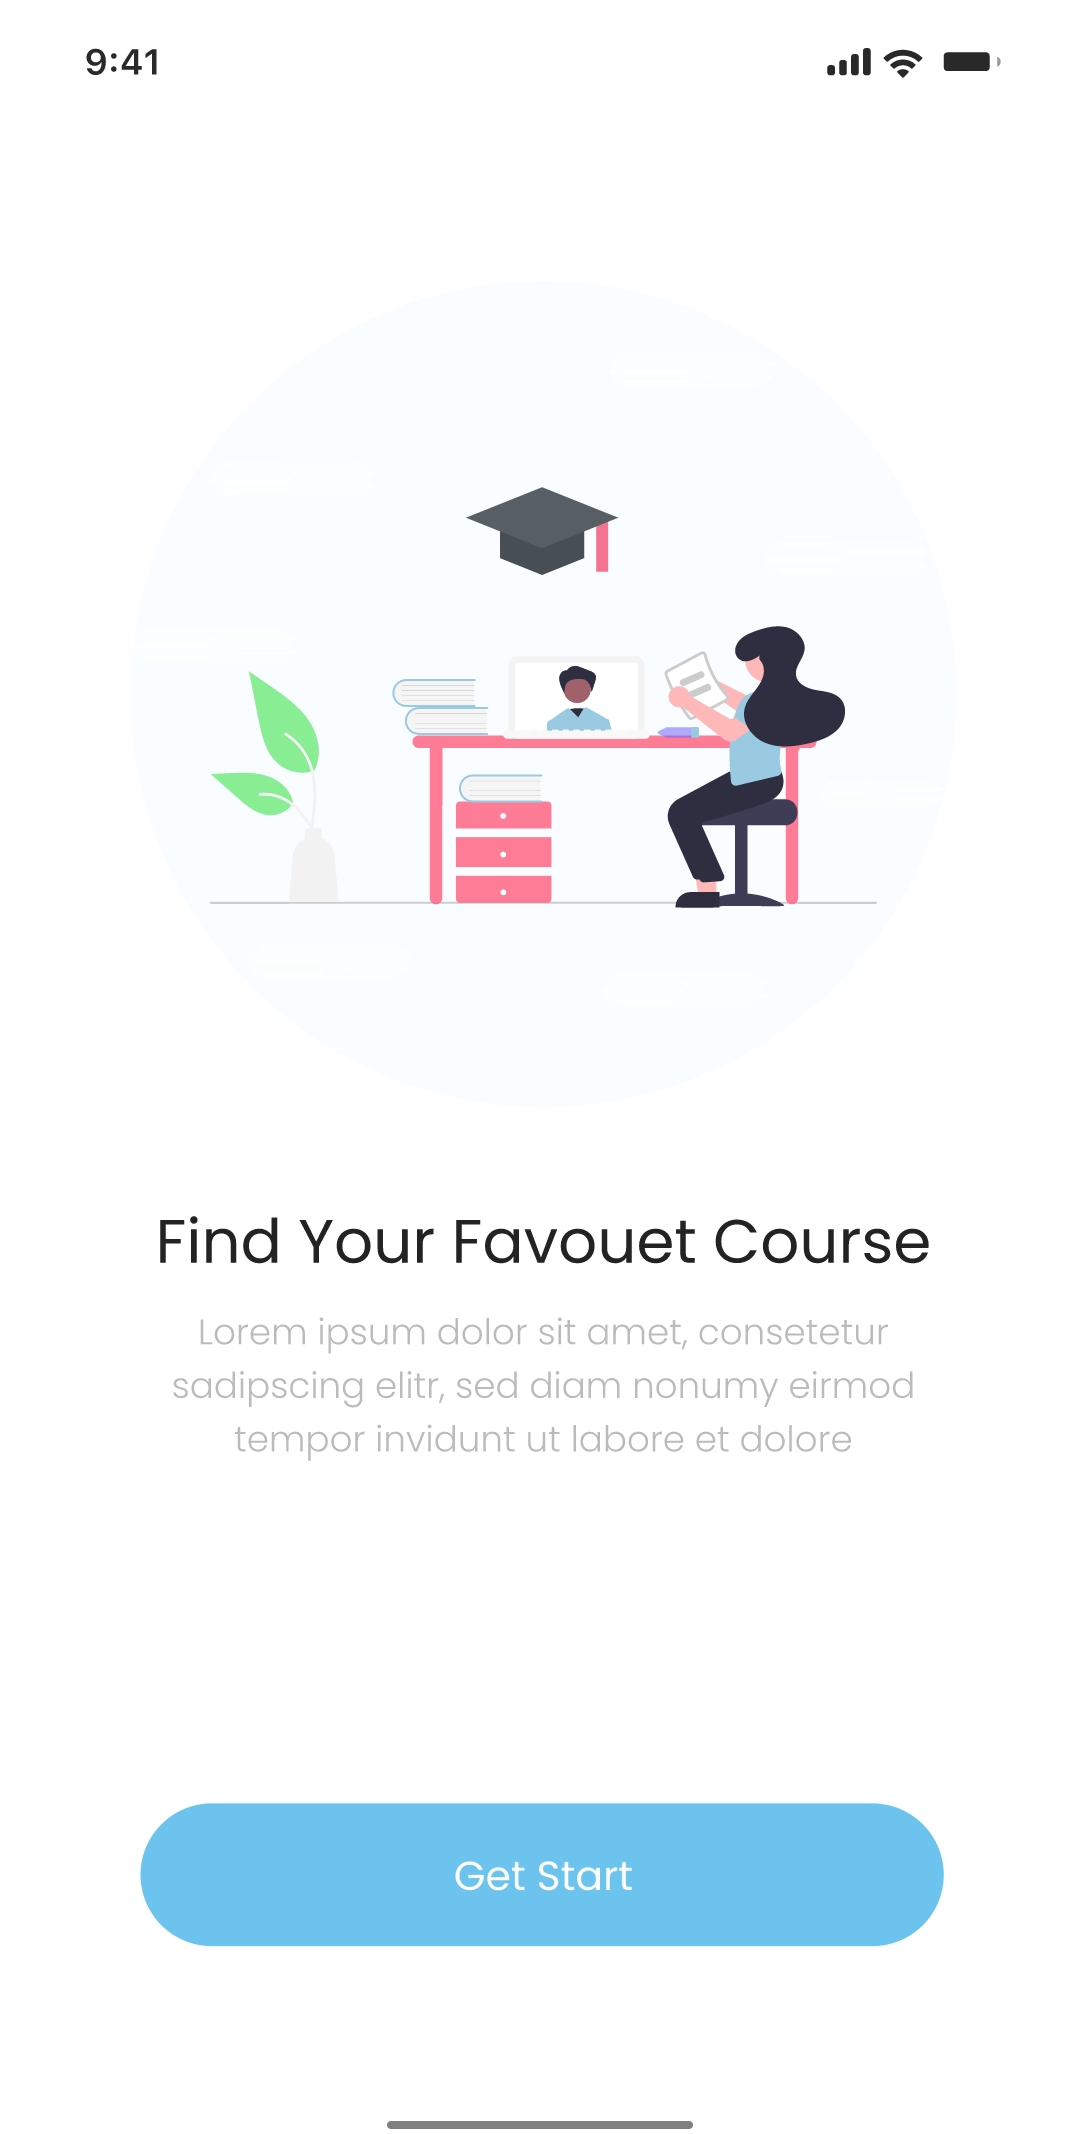 9:41
Find Your Favouet Course
Lorem ipsum dolor sit amet, consetetur
sadipscing elitr, sed diam nonumy eirmod
tempor invidunt ut labore et dolore
Get Start